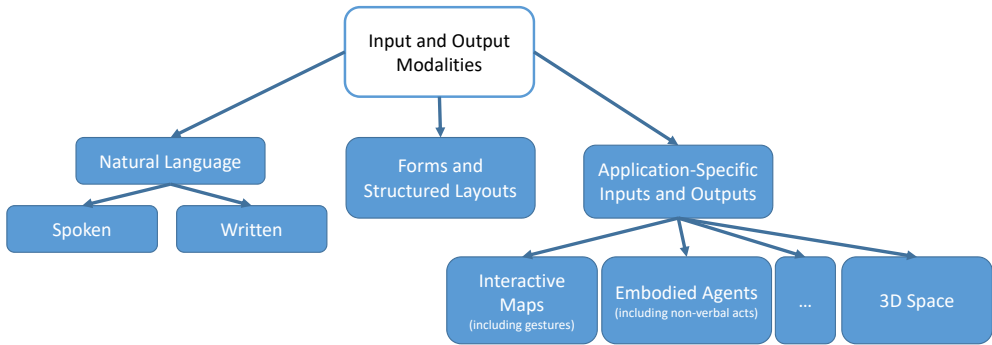 Input and Output
Modalities
Natural Language
Forms and
Structured Layouts
Application-Specific
Inputs and Outputs
Spoken
Written
Interactive
Maps
(including gestures)
Embodied Agents
(including non-verbal acts)
...
3D Space